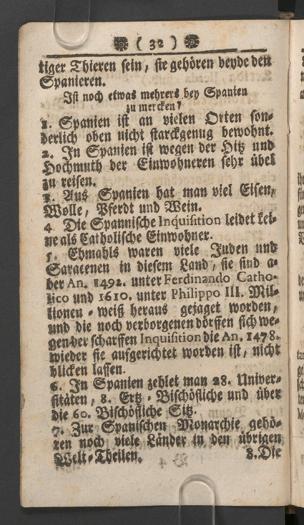 ( 32 )
tiger Thieren sein, sie gehören beyde den
Spanieren.
Ist noch etwas mehrers bey Spanien
zu mercken?
1. Spanien ist an vielen Orten son-
derlich oben nicht starckgenug bewohnt.
2. In Spanien ist wegen der Hitz und
Hochmuth der Einwohneren sehr übel
zu reisen.
3. Aus Spanien hat man viel Eisen,
Wolle, Pferdt und Wein.
4 Die Spannische Inquisition leidet kei-
ne als Catholische Einwohner.
5. Ehmahls waren viele Juden und
Saracenen in diesem Land, sie sind a-
ber An. 1492. unter Ferdinando Catho-
lico und 1610. unter Philippo III. Mil-
lionen-weiß heraus gejaget worden,
und die noch verborgenen dörffen sich we-
gen der scharffen Inquisition die An. 1478.
wieder sie aufgerichtet worden ist, nicht
blicken lassen.
6. In Spanien zehlet man 28. Univer-
sitäten, 8. Ertz-Bischöfliche und über
die 60. Bischöfliche Sitz.
7. Zur Spanischen Monarchie gehö-
ren noch viele Länder in den übrigen
Welt-Theilen.
8. Die